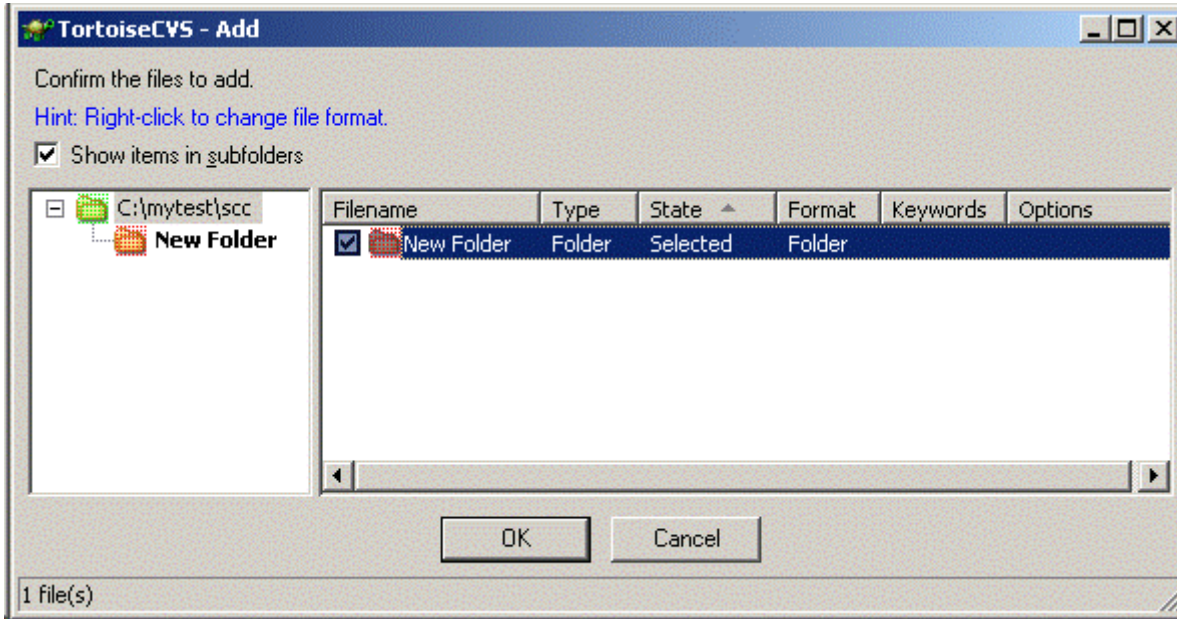 TortoiseCVS - Add
Confirm the files to add.
Hint: Right-click to change file format.
Show items in subfolders
C:\mytest\scc
New Folder
Filename Type State Format Keywords Options
New Folder Folder Selected Folder
OK Cancel
1 file(s)